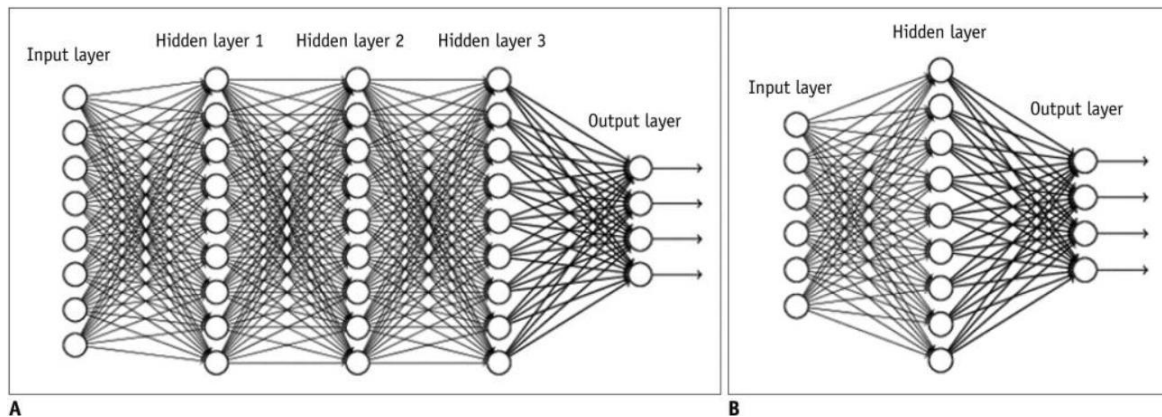 Input layer
Hidden layer 1
Hidden layer 2
Hidden layer 3
Output layer
A
Input layer
Hidden layer
Output layer
B